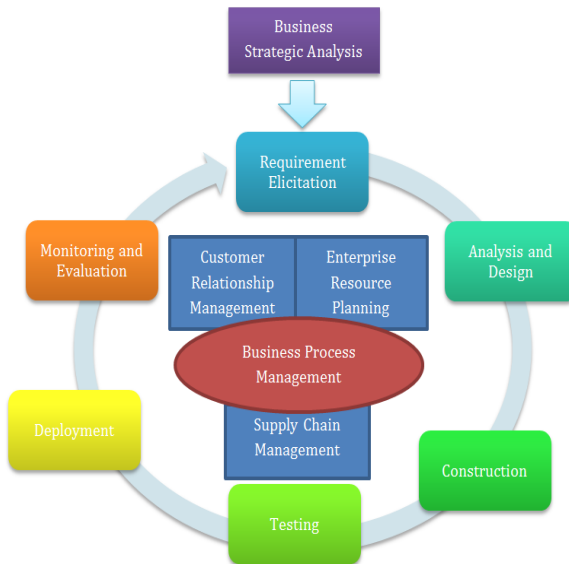 Business
Strategic Analysis
Requirement
Elicitation
Monitoring and
Evaluation
Customer
Relationship
Management
Enterprise
Resource
Planning
Analysis and
Design
Business Process
Management
Deployment
Supply Chain
Management
Construction
Testing